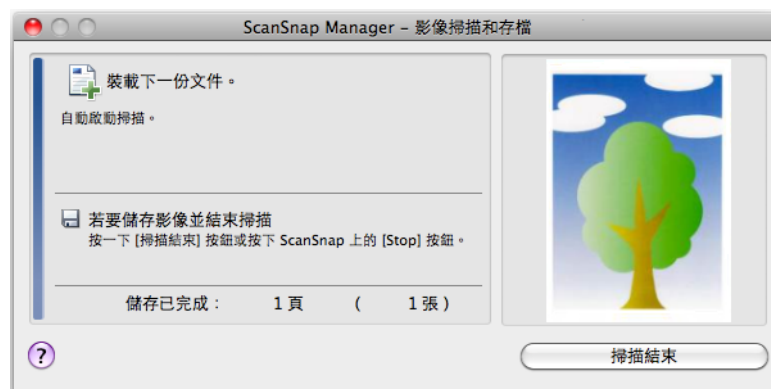 ScanSnap Manager – 影像掃描和存檔
裝載下一份文件。
自動啟動掃描。
若要儲存影像並結束掃描
按一下 [掃描結束] 按鈕或按下 ScanSnap 上的 [Stop] 按鈕。
儲存已完成： 1 頁 ( 1 張 )
?
掃描結束